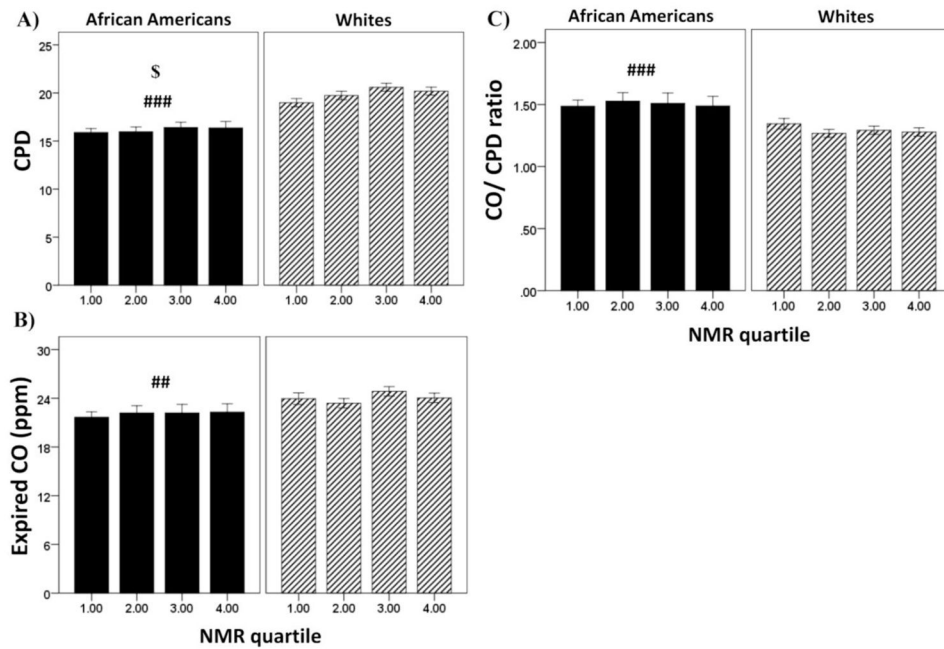 A)
African Americans
Whites
CPD
25
20
15
10
5
0
$
###
1.00 2.00 3.00 4.00
1.00 2.00 3.00 4.00
B)
Expired CO (ppm)
30
24
18
12
6
0
##
1.00 2.00 3.00 4.00
1.00 2.00 3.00 4.00
NMR quartile
C)
African Americans
Whites
CO/ CPD ratio
2.00
1.50
1.00
.50
.00
###
1.00 2.00 3.00 4.00
1.00 2.00 3.00 4.00
NMR quartile